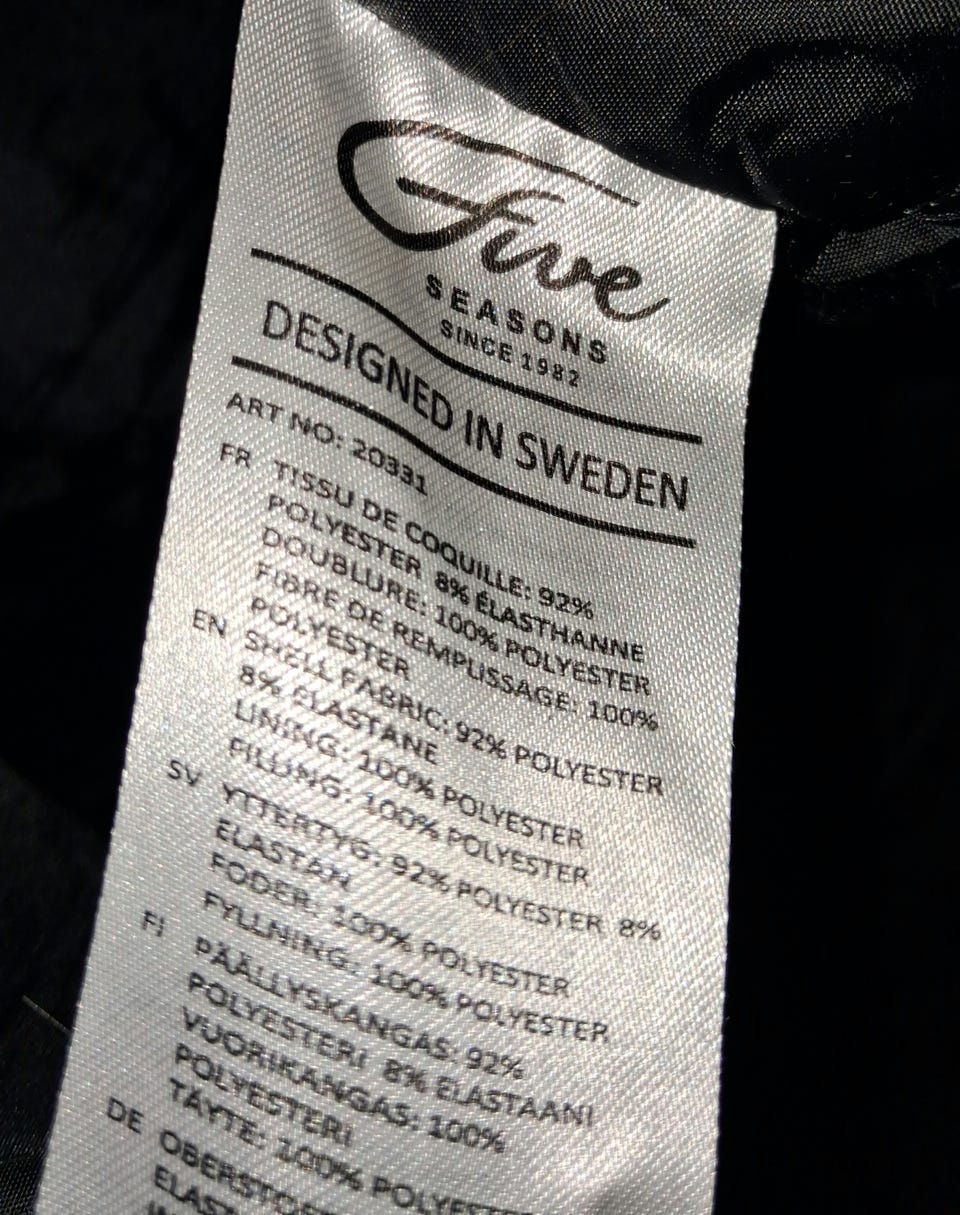 Five
SEASONS
SINCE 1982
DESIGNED IN SWEDEN
ART NO: 20331
FR TISSU DE COQUILLE: 92%
POLYESTER 8% ÉLASTHANNE
DOUBLURE: 100% POLYESTER
FIBRE DE REMPLISSAGE: 100%
POLYESTER
EN SHELL FABRIC: 92% POLYESTER
8% ELASTANE
LINING: 100% POLYESTER
FILLING: 100% POLYESTER
SV YTTERTYG: 92% POLYESTER 8%
ELASTAN
FODER: 100% POLYESTER
FYLLNING: 100% POLYESTER
FI PÄÄLLYSKANGAS: 92%
POLYESTERI 8% ELASTAANI
VUORIKANGAS: 100%
POLYESTERI
TÄYTE: 100%
DE